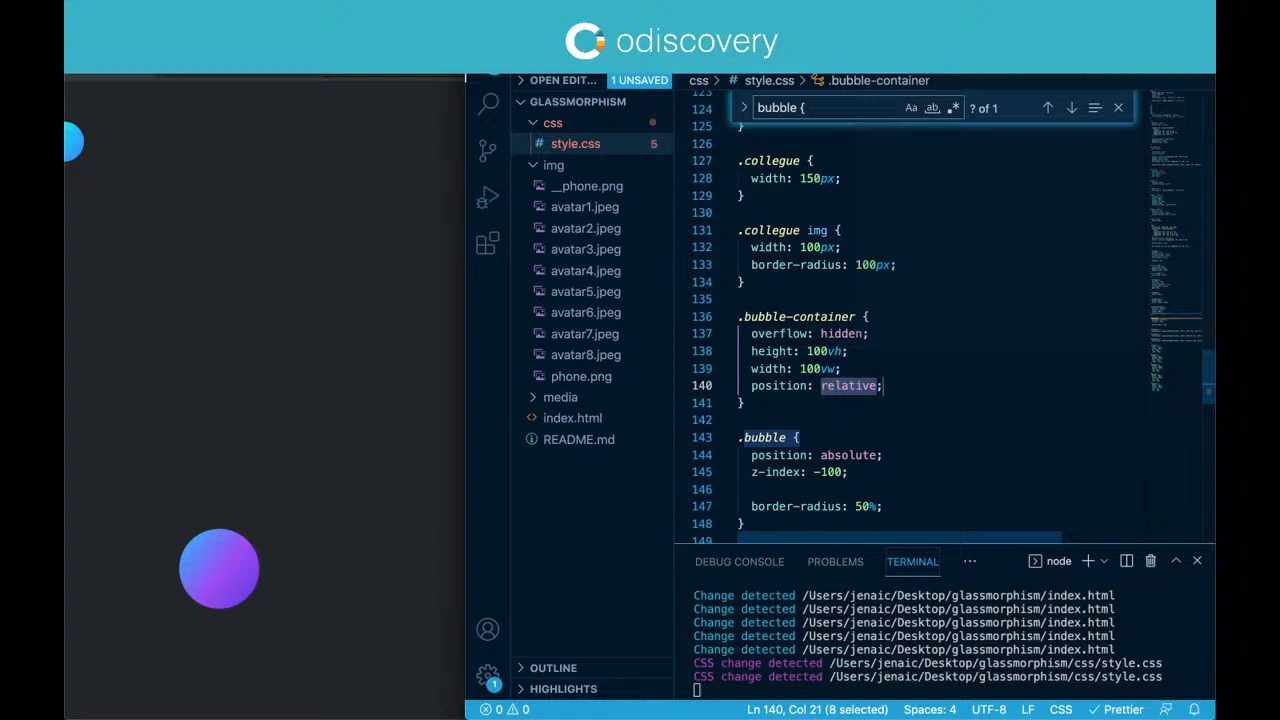 odiscovery
OPEN EDIT... 1 UNSAVED
GLASSMORPHISM
css
# style.css 5
img
__phone.png
avatar1.jpeg
avatar2.jpeg
avatar3.jpeg
avatar4.jpeg
avatar5.jpeg
avatar6.jpeg
avatar7.jpeg
avatar8.jpeg
phone.png
media
<> index.html
README.md
OUTLINE
HIGHLIGHTS
1
css > # style.css > .bubble-container
bubble { Aa ab .* ? of 1
123
124
125 }
126
127 .collegue {
128 width: 150px;
129 }
130
131 .collegue img {
132 width: 100px;
133 border-radius: 100px;
134 }
135
136 .bubble-container {
137 overflow: hidden;
138 height: 100vh;
139 width: 100vw;
140 position: relative;
141 }
142
143 .bubble {
144 position: absolute;
145 z-index: -100;
146
147 border-radius: 50%;
148 }
149
DEBUG CONSOLE PROBLEMS TERMINAL ... node
Change detected /Users/jenaic/Desktop/glassmorphism/index.html
Change detected /Users/jenaic/Desktop/glassmorphism/index.html
Change detected /Users/jenaic/Desktop/glassmorphism/index.html
Change detected /Users/jenaic/Desktop/glassmorphism/index.html
Change detected /Users/jenaic/Desktop/glassmorphism/index.html
CSS change detected /Users/jenaic/Desktop/glassmorphism/css/style.css
CSS change detected /Users/jenaic/Desktop/glassmorphism/css/style.css
0 0 Ln 140, Col 21 (8 selected) Spaces: 4 UTF-8 LF CSS Prettier